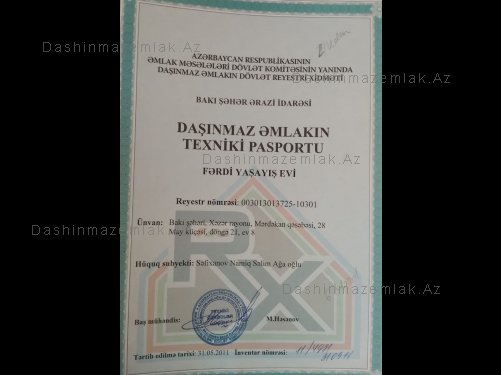 AZƏRBAYCAN RESPUBLİKASININ
ƏMLAK MƏSƏLƏLƏRİ DÖVLƏT KOMİTƏSİNİN YANINDA
DAŞINMAZ ƏMLAKIN DÖVLƏT REYESTRİ XİDMƏTİ
BAKI ŞƏHƏR ƏRAZİ İDARƏSİ
DAŞINMAZ ƏMLAKIN
TEXNİKİ PASPORTU
FƏRDİ YAŞAYIŞ EVİ
Reyestr nömrəsi: 003013013725-10301
Ünvan: Bakı şəhəri, Xəzər rayonu, Mərdəkan qəsəbəsi, 28
May küçəsi, döngə 21, ev 8
Hüquq subyekti: Səfixanov Namiq Səlim Ağa oğlu
Baş mühəndis: M.Həsənov
Tərtib edilmə tarixi: 31.05.2011 İnventar nömrəsi:
Dashinmazemlak.Az
Dashinmazemlak.Az
Dashinmazemlak.Az
Dashinmazemlak.Az
Dashinmazemlak.Az
Dashinmazemlak.Az